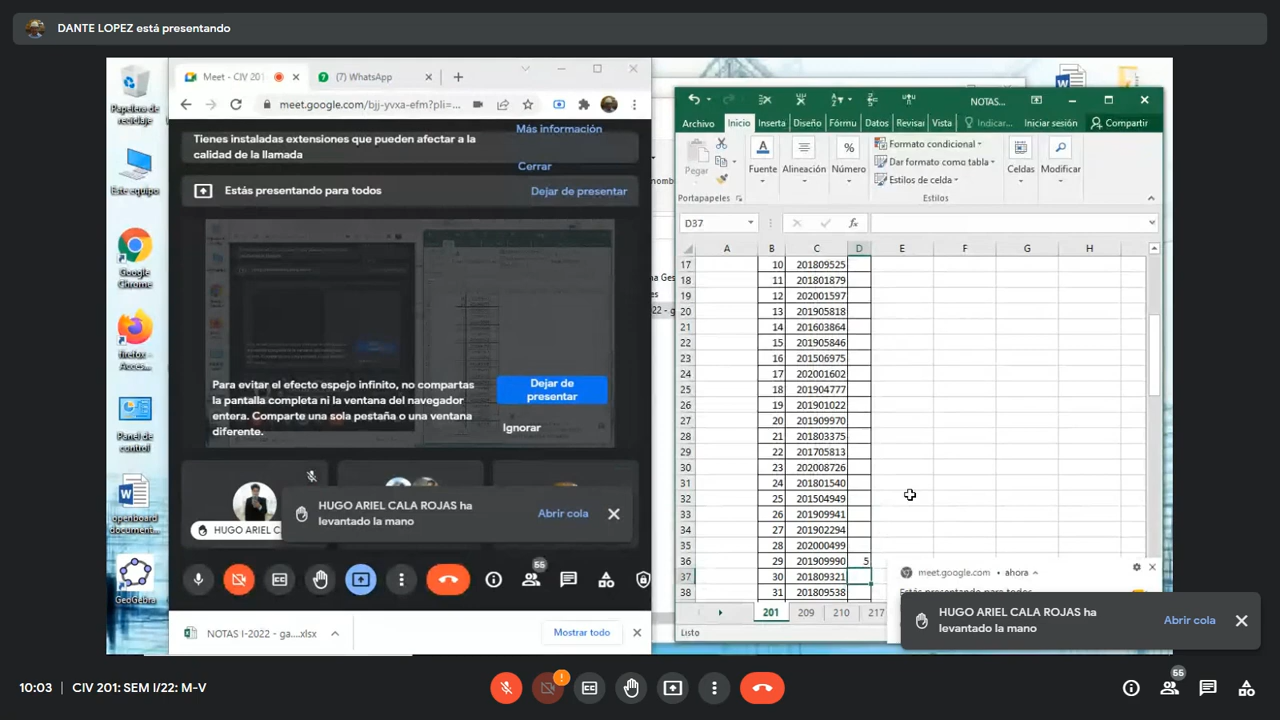 DANTE LOPEZ está presentando
Papelera de
reciclaje
Este equipo
Google
Chrome
firefox -
Acces...
Panel de
control
openboard
document...
GeoGebra
Meet - CIV 201
(7) WhatsApp
meet.google.com/bjj-yvxa-efm?pli=...
Tienes instaladas extensiones que pueden afectar a la
calidad de la llamada
Más información
Cerrar
Estás presentando para todos
Dejar de presentar
Para evitar el efecto espejo infinito, no compartas
la pantalla completa ni la ventana del navegador
entera. Comparte una sola pestaña o una ventana
diferente.
Dejar de
presentar
Ignorar
HUGO ARIEL C
HUGO ARIEL CALA ROJAS ha
levantado la mano
Abrir cola
55
NOTAS I-2022 - ga....xlsx
Mostrar todo
NOTAS...
Archivo Inicio Inserta Diseño Fórmu Datos Revisar Vista Indicar... Iniciar sesión Compartir
Pegar
Portapapeles
Fuente
Alineación
Número
Formato condicional
Dar formato como tabla
Estilos de celda
Estilos
Celdas
Modificar
D37
fx
A B C D E F G H
17 10 201809525
18 11 201801879
19 12 202001597
20 13 201905818
21 14 201603864
22 15 201905846
23 16 201506975
24 17 202001602
25 18 201904777
26 19 201901022
27 20 201909970
28 21 201803375
29 22 201705813
30 23 202008726
31 24 201801540
32 25 201504949
33 26 201909941
34 27 201902294
35 28 202000499
36 29 201909990 5
37 30 201809321
38 31 201809538
201 209 210 217
Listo
meet.google.com • ahora
HUGO ARIEL CALA ROJAS ha
levantado la mano
Abrir cola
10:03 | CIV 201: SEM I/22: M-V
55